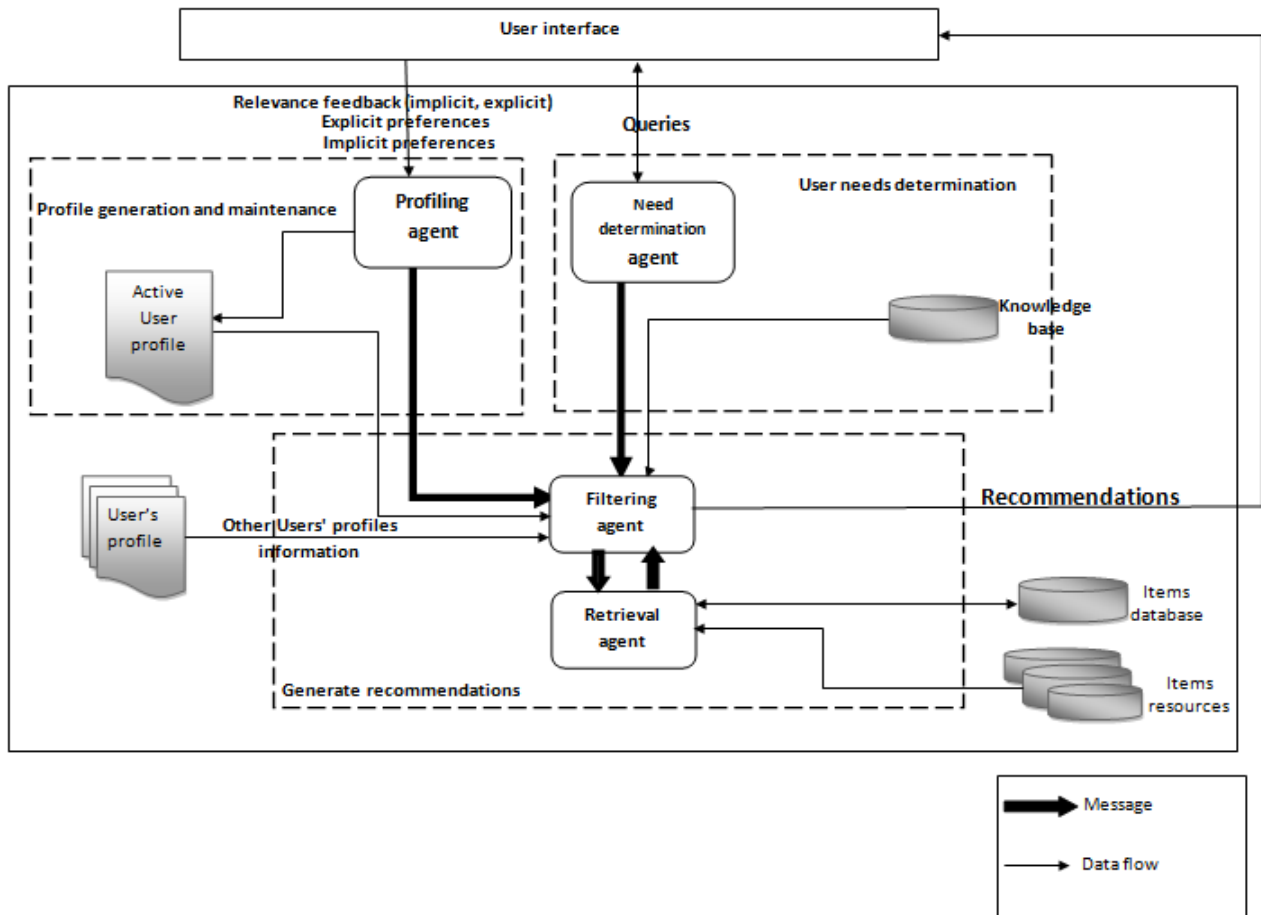 User interface
Relevance feedback (implicit, explicit)
Explicit preferences
Implicit preferences
Queries
User needs determination
Profile generation and maintenance
Profiling
agent
Need
determination
agent
Active
User
profile
Knowledge
base
User's
profile
Other Users' profiles
information
Filtering
agent
Recommendations
Retrieval
agent
Items
database
Generate recommendations
Items
resources
Message
Data flow